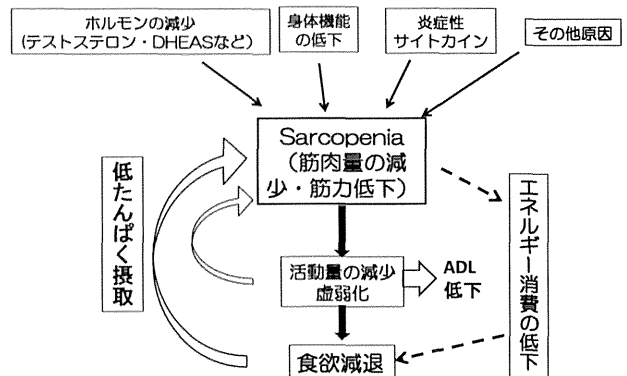 ホルモンの減少
(テストステロン・DHEASなど)
身体機能
の低下
炎症性
サイトカイン
その他原因
Sarcopenia
（筋肉量の減
少・筋力低下）
低たんぱく摂取
エネルギー消費の低下
活動量の減少
虚弱化
ADL
低下
食欲減退